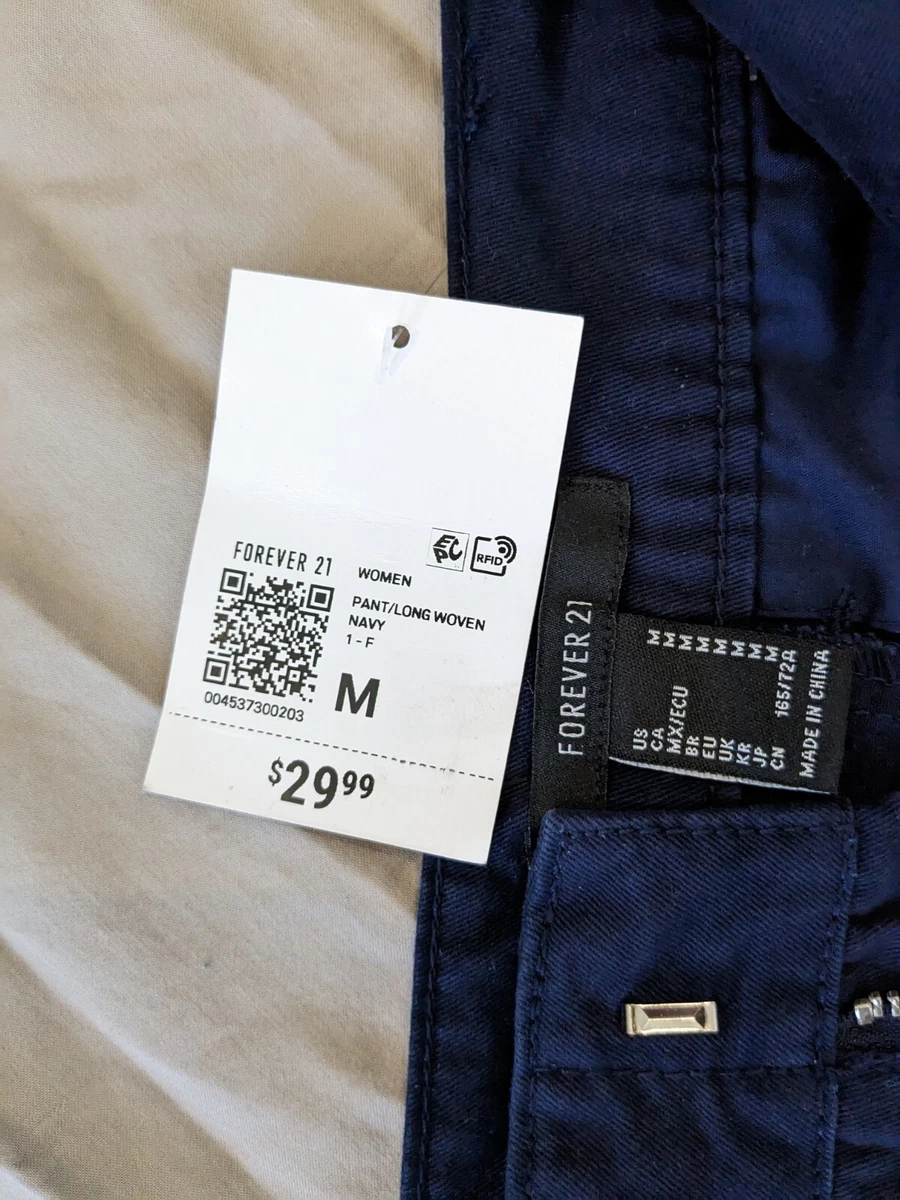 EPC
RFID
FOREVER 21
WOMEN
PANT/LONG WOVEN
NAVY
1-F
M
004537300203
$29.99
FOREVER 21
US M
CA M
MX/ECU M
BR M
EU M
UK M
KR M
JP M
CN 165/72A
MADE IN CHINA